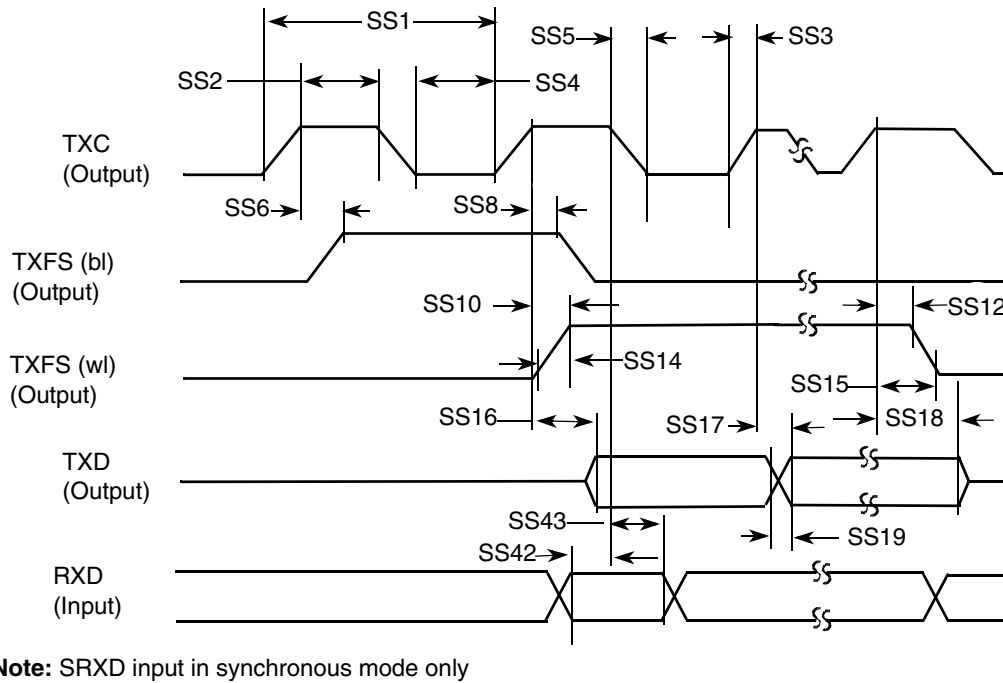 SS1
SS5
SS3
SS2
SS4
TXC
(Output)
SS6
SS8
TXFS (bl)
(Output)
SS10
SS12
TXFS (wl)
(Output)
SS14
SS15
SS16
SS17
SS18
TXD
(Output)
SS43
SS19
SS42
RXD
(Input)
Note: SRXD input in synchronous mode only